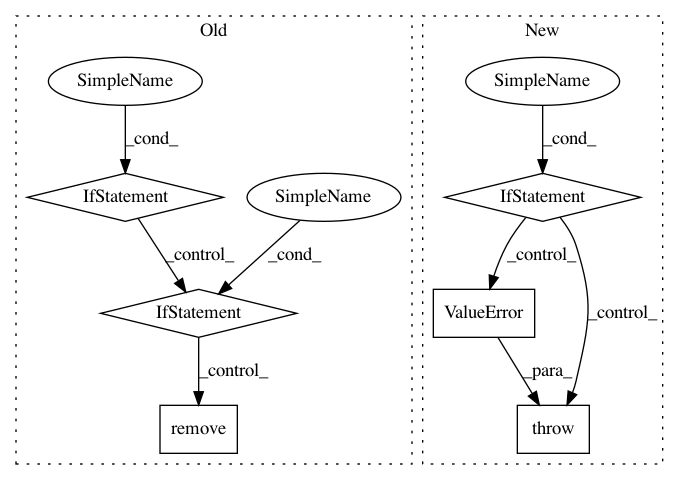 Old
New
SimpleName
SimpleName
_cond_
_cond_
IfStatement
SimpleName
IfStatement
_control_
_cond_
_control_
IfStatement
ValueError
_control_
_control_
_para_
remove
throw